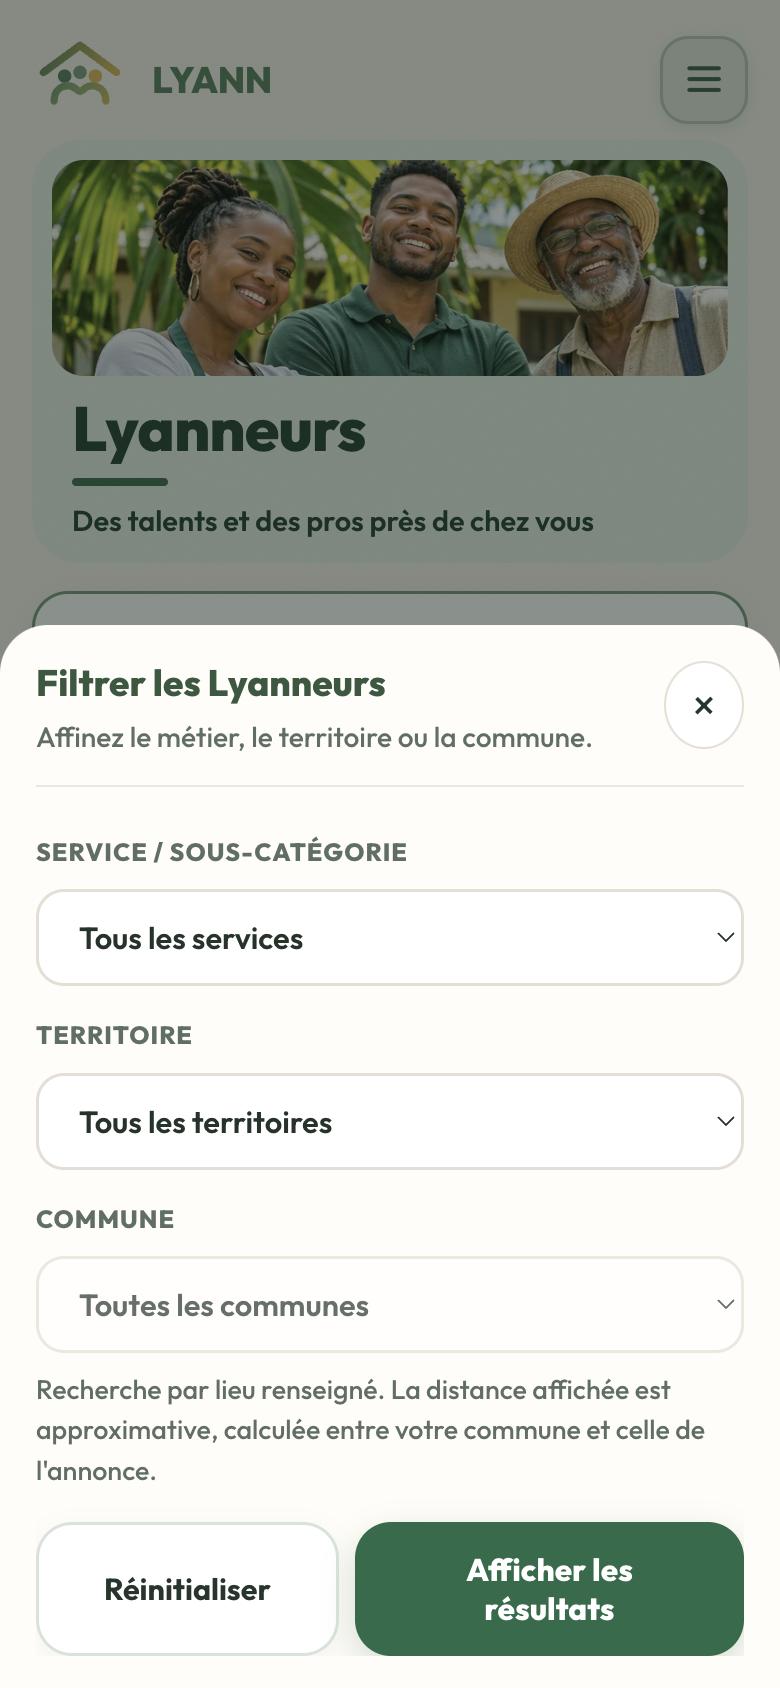 LYANN
Lyanneurs
Des talents et des pros près de chez vous
Filtrer les Lyanneurs
Affinez le métier, le territoire ou la commune.
SERVICE / SOUS-CATÉGORIE
Tous les services
TERRITOIRE
Tous les territoires
COMMUNE
Toutes les communes
Recherche par lieu renseigné. La distance affichée est
approximative, calculée entre votre commune et celle de
l'annonce.
Réinitialiser
Afficher les
résultats